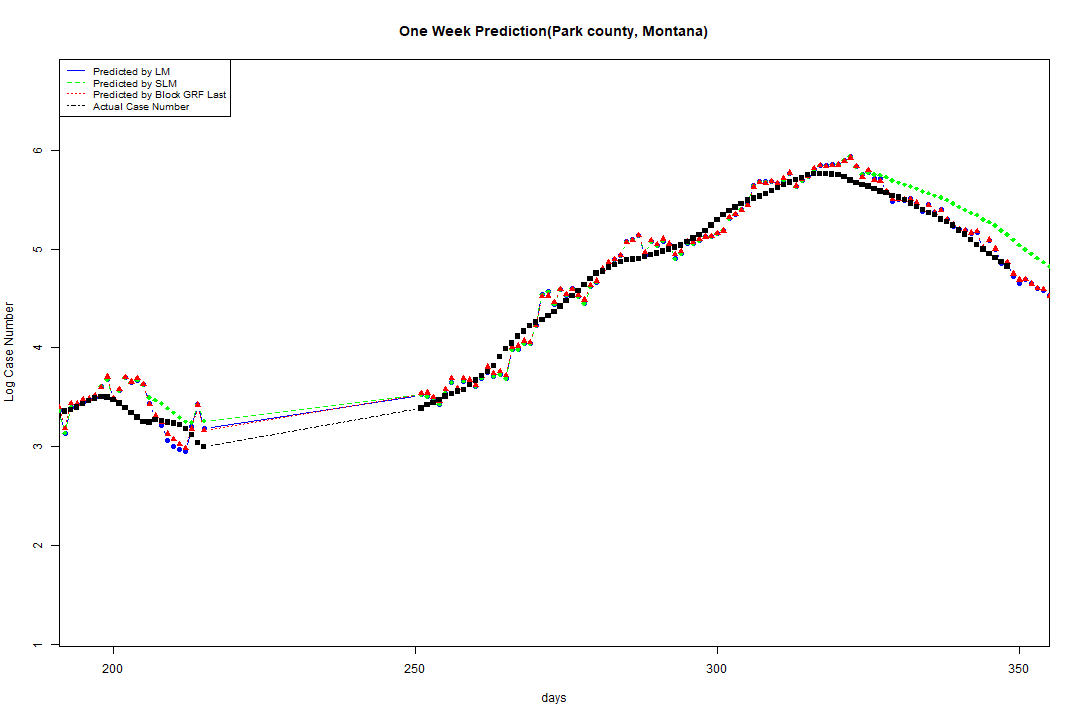 One Week Prediction(Park county, Montana)
Predicted by LM
Predicted by SLM
Predicted by Block GRF Last
Actual Case Number
Log Case Number
6
5
4
3
2
1
200 250 300 350
days